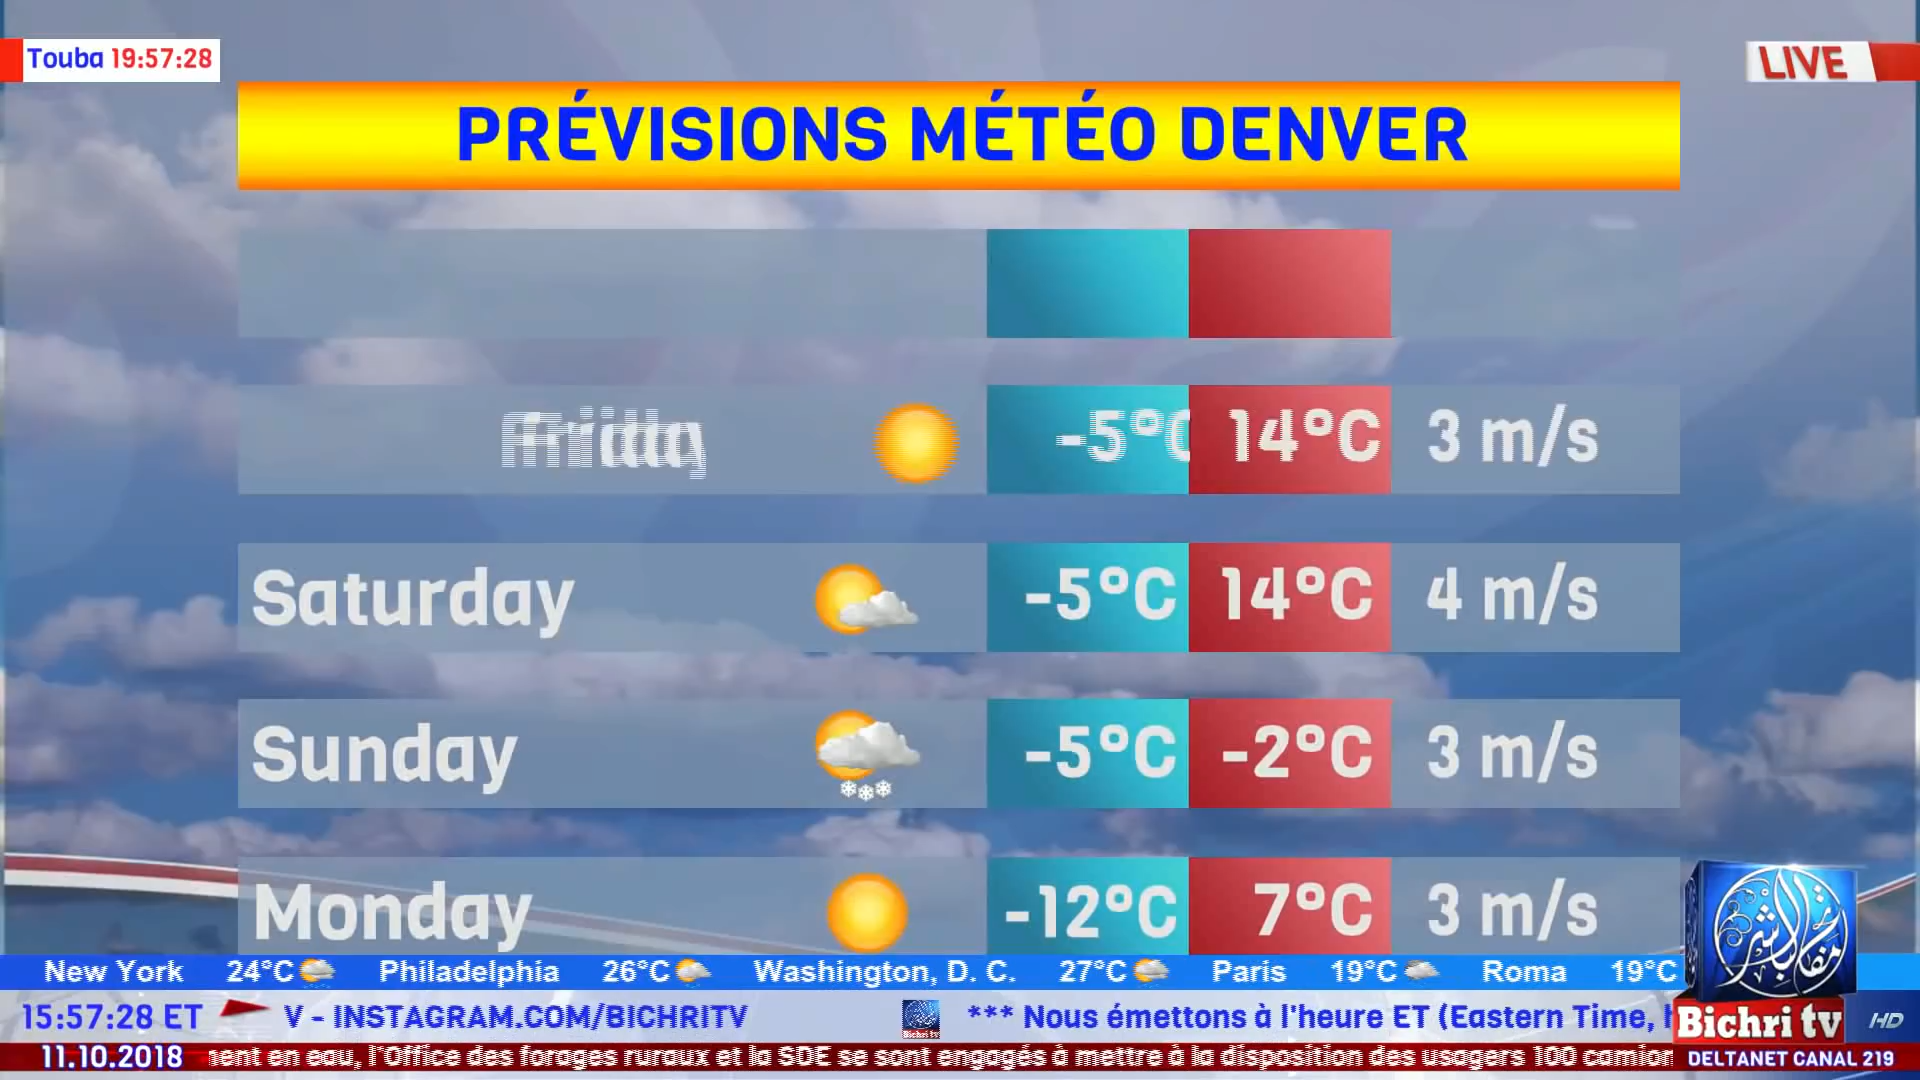 Touba 19:57:28
LIVE
PRÉVISIONS MÉTÉO DENVER
-5°C 14°C 3 m/s
Saturday -5°C 14°C 4 m/s
Sunday -5°C -2°C 3 m/s
Monday -12°C 7°C 3 m/s
New York 24°C Philadelphia 26°C Washington, D. C. 27°C Paris 19°C Roma 19°C
15:57:28 ET V - INSTAGRAM.COM/BICHRITV *** Nous émettons à l'heure ET (Eastern Time,
Bichri tv HD
11.10.2018 en eau, l'Office des forages ruraux et la SDE se sont engagés à mettre à la disposition des usagers 100 camion
DELTANET CANAL 219